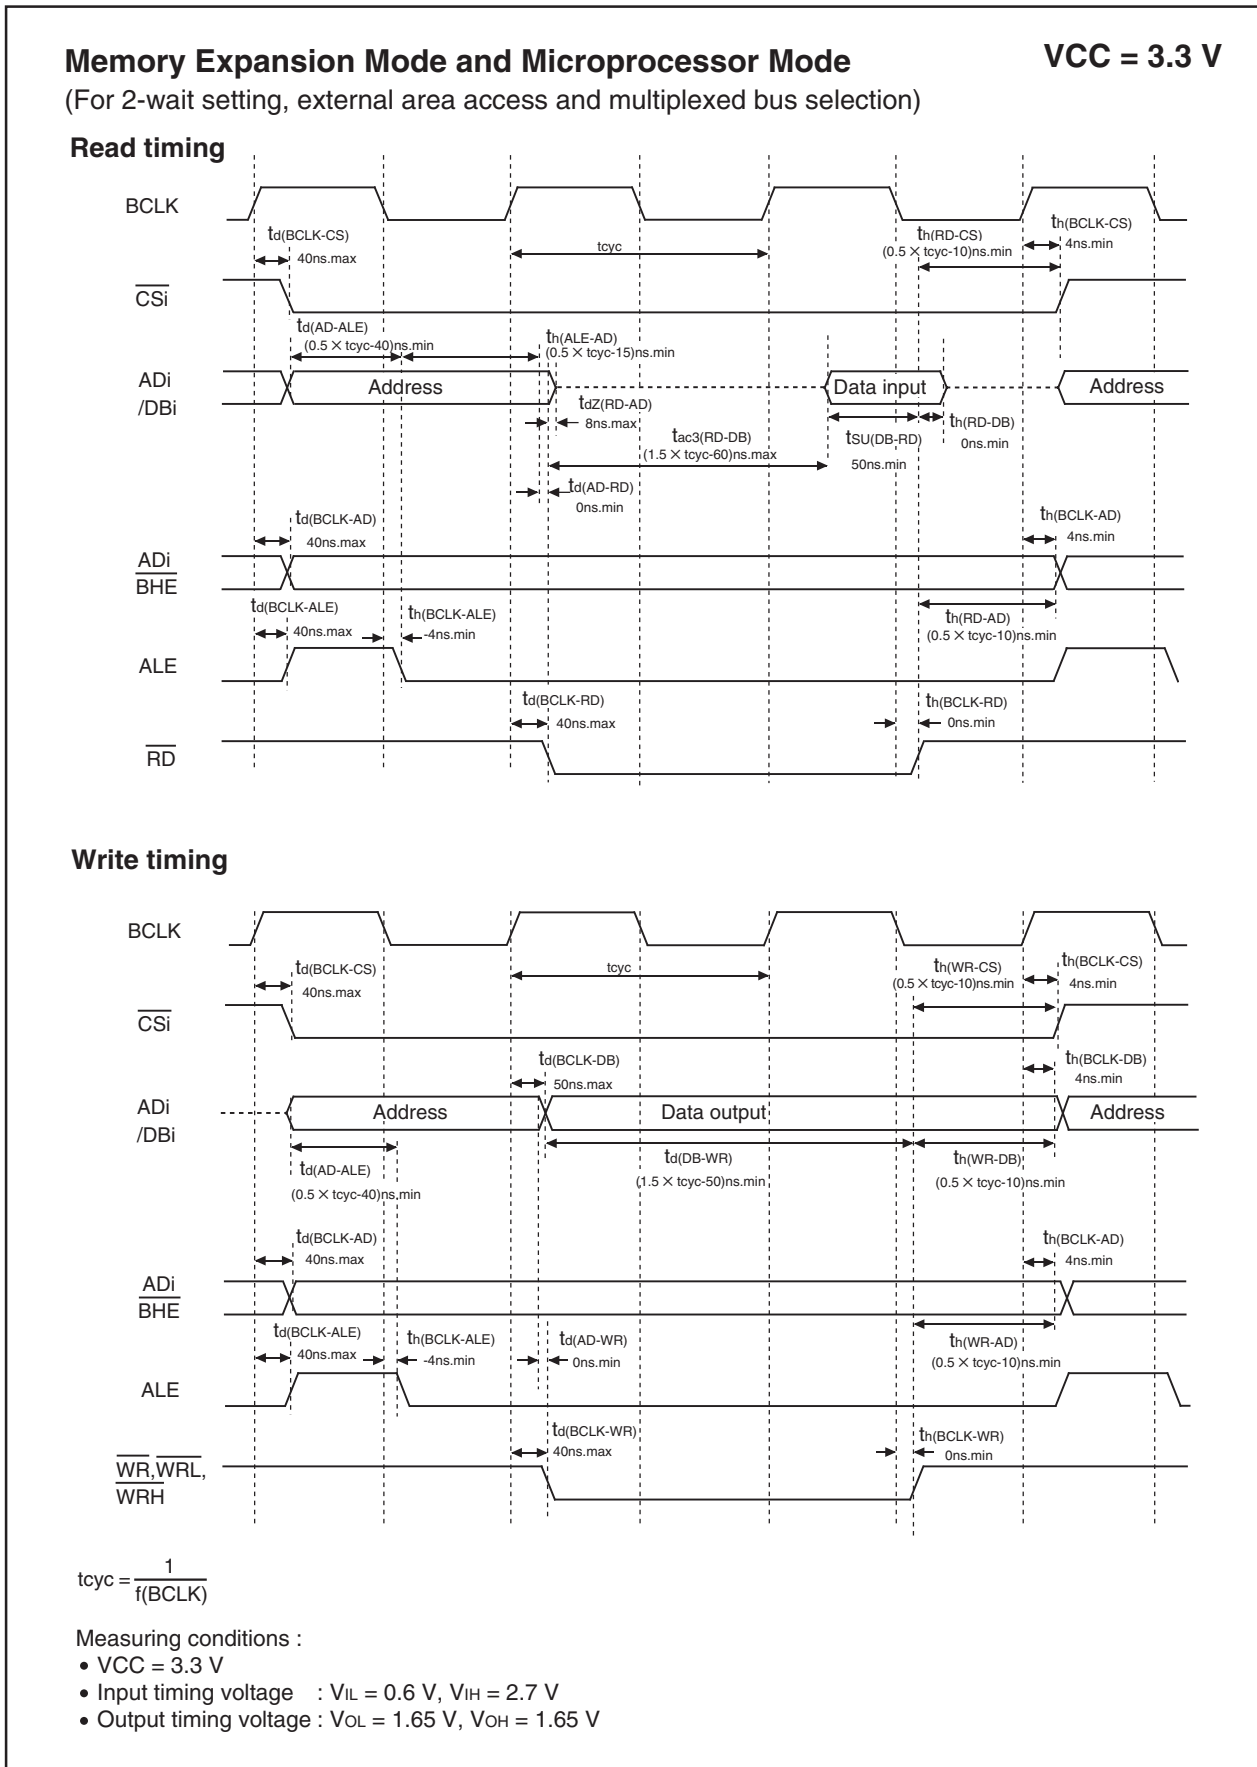 Memory Expansion Mode and Microprocessor Mode
VCC = 3.3 V
(For 2-wait setting, external area access and multiplexed bus selection)
Read timing
BCLK
td(BCLK-CS)
40ns.max
tcyc
th(RD-CS)
(0.5 × tcyc-10)ns.min
th(BCLK-CS)
4ns.min
CSi
td(AD-ALE)
(0.5 × tcyc-40)ns.min
th(ALE-AD)
(0.5 × tcyc-15)ns.min
ADi
/DBi
Address
Data input
Address
tdZ(RD-AD)
8ns.max
tac3(RD-DB)
(1.5 × tcyc-60)ns.max
tSU(DB-RD)
50ns.min
th(RD-DB)
0ns.min
td(AD-RD)
0ns.min
td(BCLK-AD)
40ns.max
th(BCLK-AD)
4ns.min
ADi
BHE
td(BCLK-ALE)
40ns.max
th(BCLK-ALE)
-4ns.min
th(RD-AD)
(0.5 × tcyc-10)ns.min
ALE
td(BCLK-RD)
40ns.max
th(BCLK-RD)
0ns.min
RD
Write timing
BCLK
td(BCLK-CS)
40ns.max
tcyc
th(WR-CS)
(0.5 × tcyc-10)ns.min
th(BCLK-CS)
4ns.min
CSi
td(BCLK-DB)
50ns.max
th(BCLK-DB)
4ns.min
ADi
/DBi
Address
Data output
Address
td(AD-ALE)
(0.5 × tcyc-40)ns.min
td(DB-WR)
(1.5 × tcyc-50)ns.min
th(WR-DB)
(0.5 × tcyc-10)ns.min
td(BCLK-AD)
40ns.max
th(BCLK-AD)
4ns.min
ADi
BHE
td(BCLK-ALE)
40ns.max
th(BCLK-ALE)
-4ns.min
td(AD-WR)
0ns.min
th(WR-AD)
(0.5 × tcyc-10)ns.min
ALE
td(BCLK-WR)
40ns.max
th(BCLK-WR)
0ns.min
WR,WRL,
WRH
tcyc = 1
f(BCLK)
Measuring conditions :
• VCC = 3.3 V
• Input timing voltage : VIL = 0.6 V, VIH = 2.7 V
• Output timing voltage : VOL = 1.65 V, VOH = 1.65 V